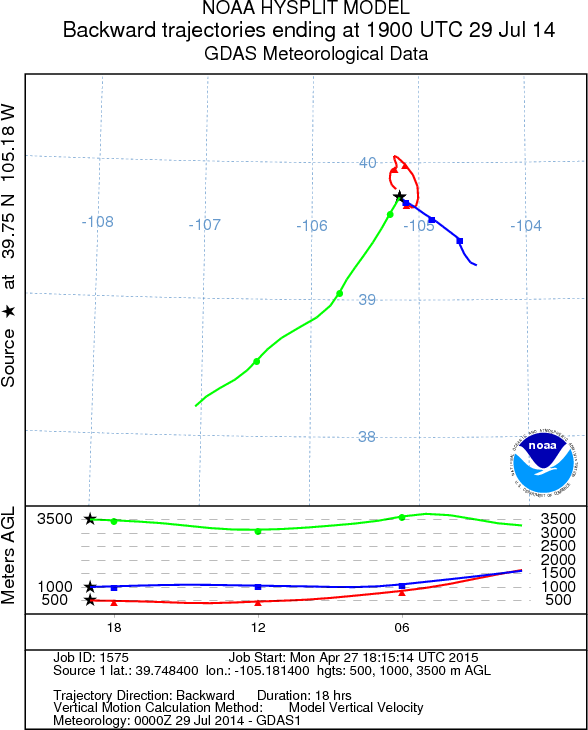 NOAA HYSPLIT MODEL
Backward trajectories ending at 1900 UTC 29 Jul 14
GDAS Meteorological Data
Source ★ at 39.75 N 105.18 W
40
-108 -107 -106 -105 -104
39
38
noaa
Meters AGL
3500 3500
3000
2500
2000
1500
1000 1000
500 500
18 12 06
Job ID: 1575 Job Start: Mon Apr 27 18:15:14 UTC 2015
Source 1 lat.: 39.748400 lon.: -105.181400 hgts: 500, 1000, 3500 m AGL
Trajectory Direction: Backward Duration: 18 hrs
Vertical Motion Calculation Method: Model Vertical Velocity
Meteorology: 0000Z 29 Jul 2014 - GDAS1